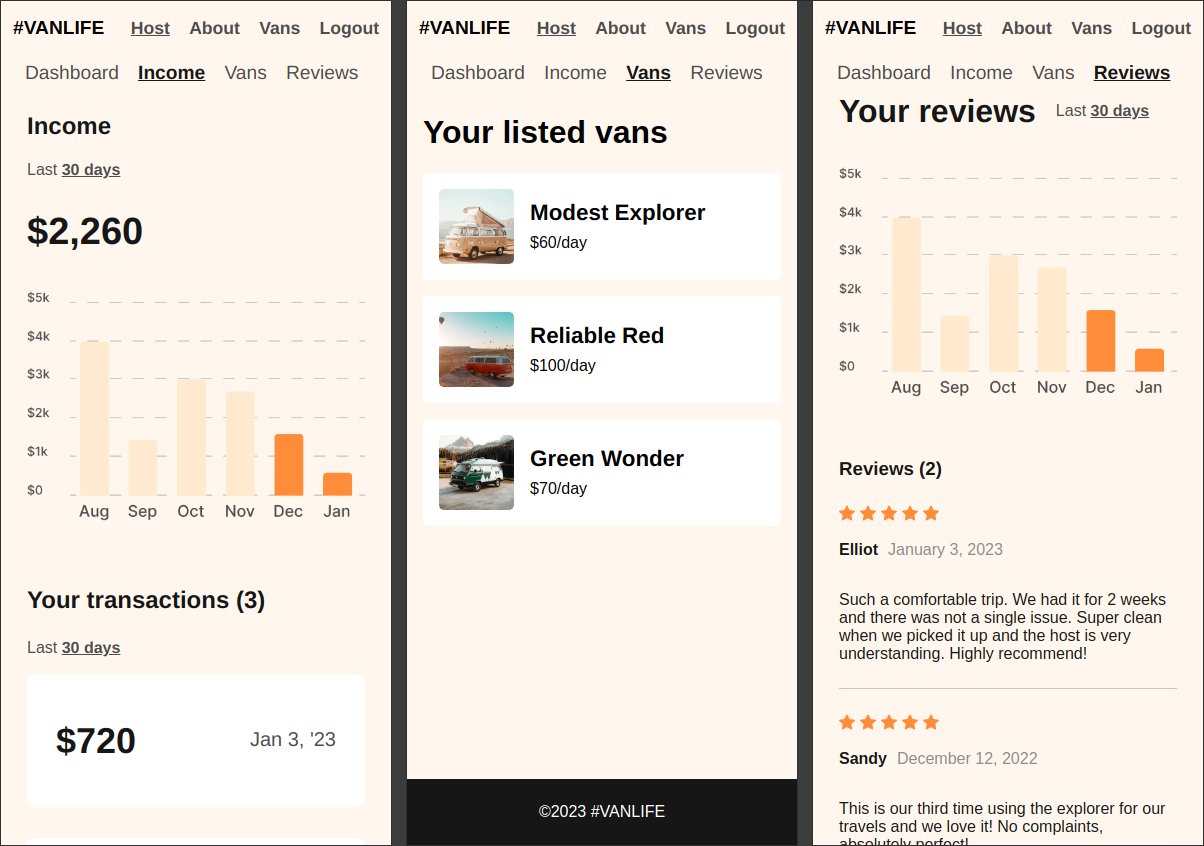 #VANLIFE Host About Vans Logout
Dashboard Income Vans Reviews
Income
Last 30 days
$2,260
$5k
$4k
$3k
$2k
$1k
$0
Aug Sep Oct Nov Dec Jan
Your transactions (3)
Last 30 days
$720 Jan 3, '23
#VANLIFE Host About Vans Logout
Dashboard Income Vans Reviews
Your listed vans
Modest Explorer
$60/day
Reliable Red
$100/day
Green Wonder
$70/day
©2023 #VANLIFE
#VANLIFE Host About Vans Logout
Dashboard Income Vans Reviews
Your reviews Last 30 days
$5k
$4k
$3k
$2k
$1k
$0
Aug Sep Oct Nov Dec Jan
Reviews (2)
Elliot January 3, 2023
Such a comfortable trip. We had it for 2 weeks
and there was not a single issue. Super clean
when we picked it up and the host is very
understanding. Highly recommend!
Sandy December 12, 2022
This is our third time using the explorer for our
travels and we love it! No complaints,
absolutely perfect!